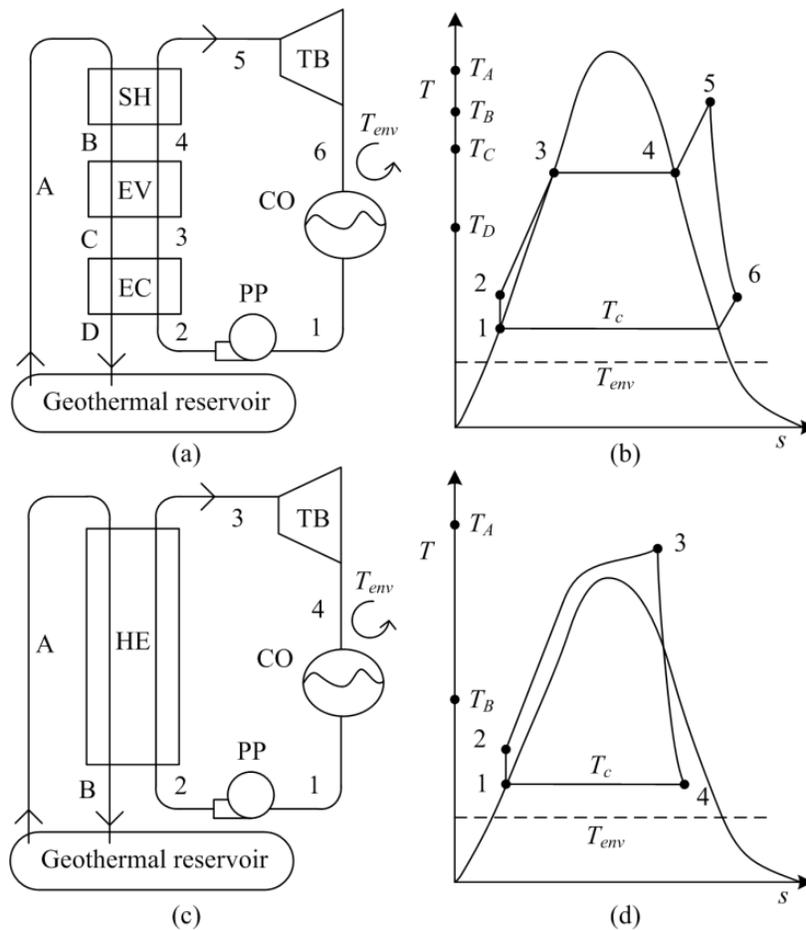 A
B
C
D
SH
EV
EC
4
3
2
5
TB
6
T_env
CO
PP
1
Geothermal reservoir
(a)
T
T_A
T_B
T_C
T_D
5
3
4
2
6
1
T_c
T_env
s
(b)
A
B
HE
2
3
TB
4
T_env
CO
PP
1
Geothermal reservoir
(c)
T
T_A
T_B
3
2
1
T_c
4
T_env
s
(d)